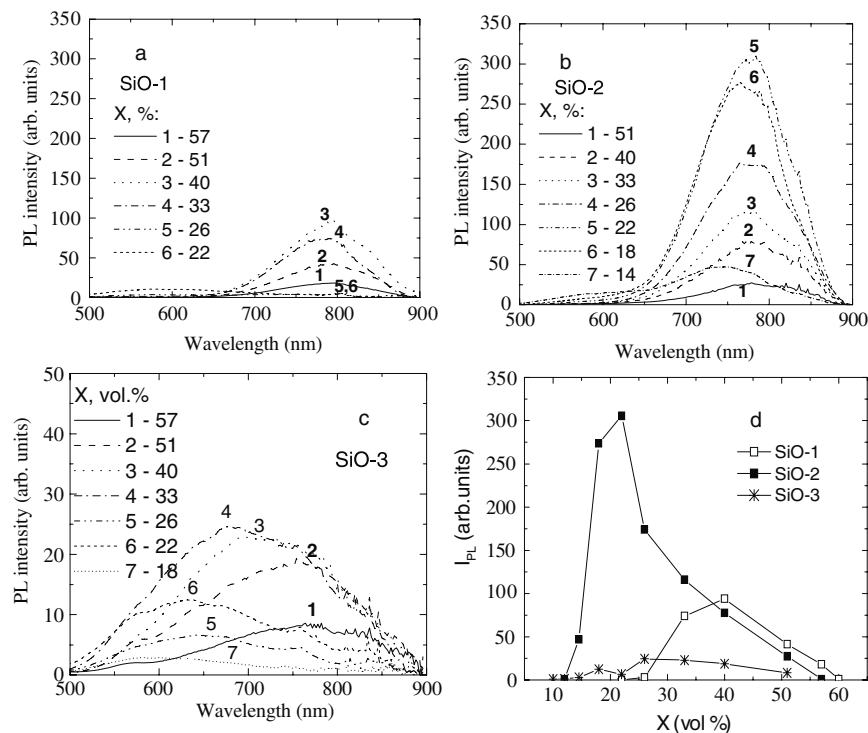 350
300
250
200
150
100
50
0
PL intensity (arb. units)
a
SiO-1
X, %:
1 - 57
2 - 51
3 - 40
4 - 33
5 - 26
6 - 22
3
4
2
1
5,6
500 600 700 800 900
Wavelength (nm)
350
300
250
200
150
100
50
0
PL intensity (arb. units)
b
SiO-2
X, %:
1 - 51
2 - 40
3 - 33
4 - 26
5 - 22
6 - 18
7 - 14
5
6
4
3
2
7
1
500 600 700 800 900
Wavelength (nm)
50
40
30
20
10
0
PL intensity (arb. units)
X, vol.%
c
SiO-3
1 - 57
2 - 51
3 - 40
4 - 33
5 - 26
6 - 22
7 - 18
4
3
2
6
1
5
7
500 600 700 800 900
Wavelength (nm)
350
300
250
200
150
100
50
0
I PL (arb.units)
d
SiO-1
SiO-2
SiO-3
10 20 30 40 50 60
X (vol %)